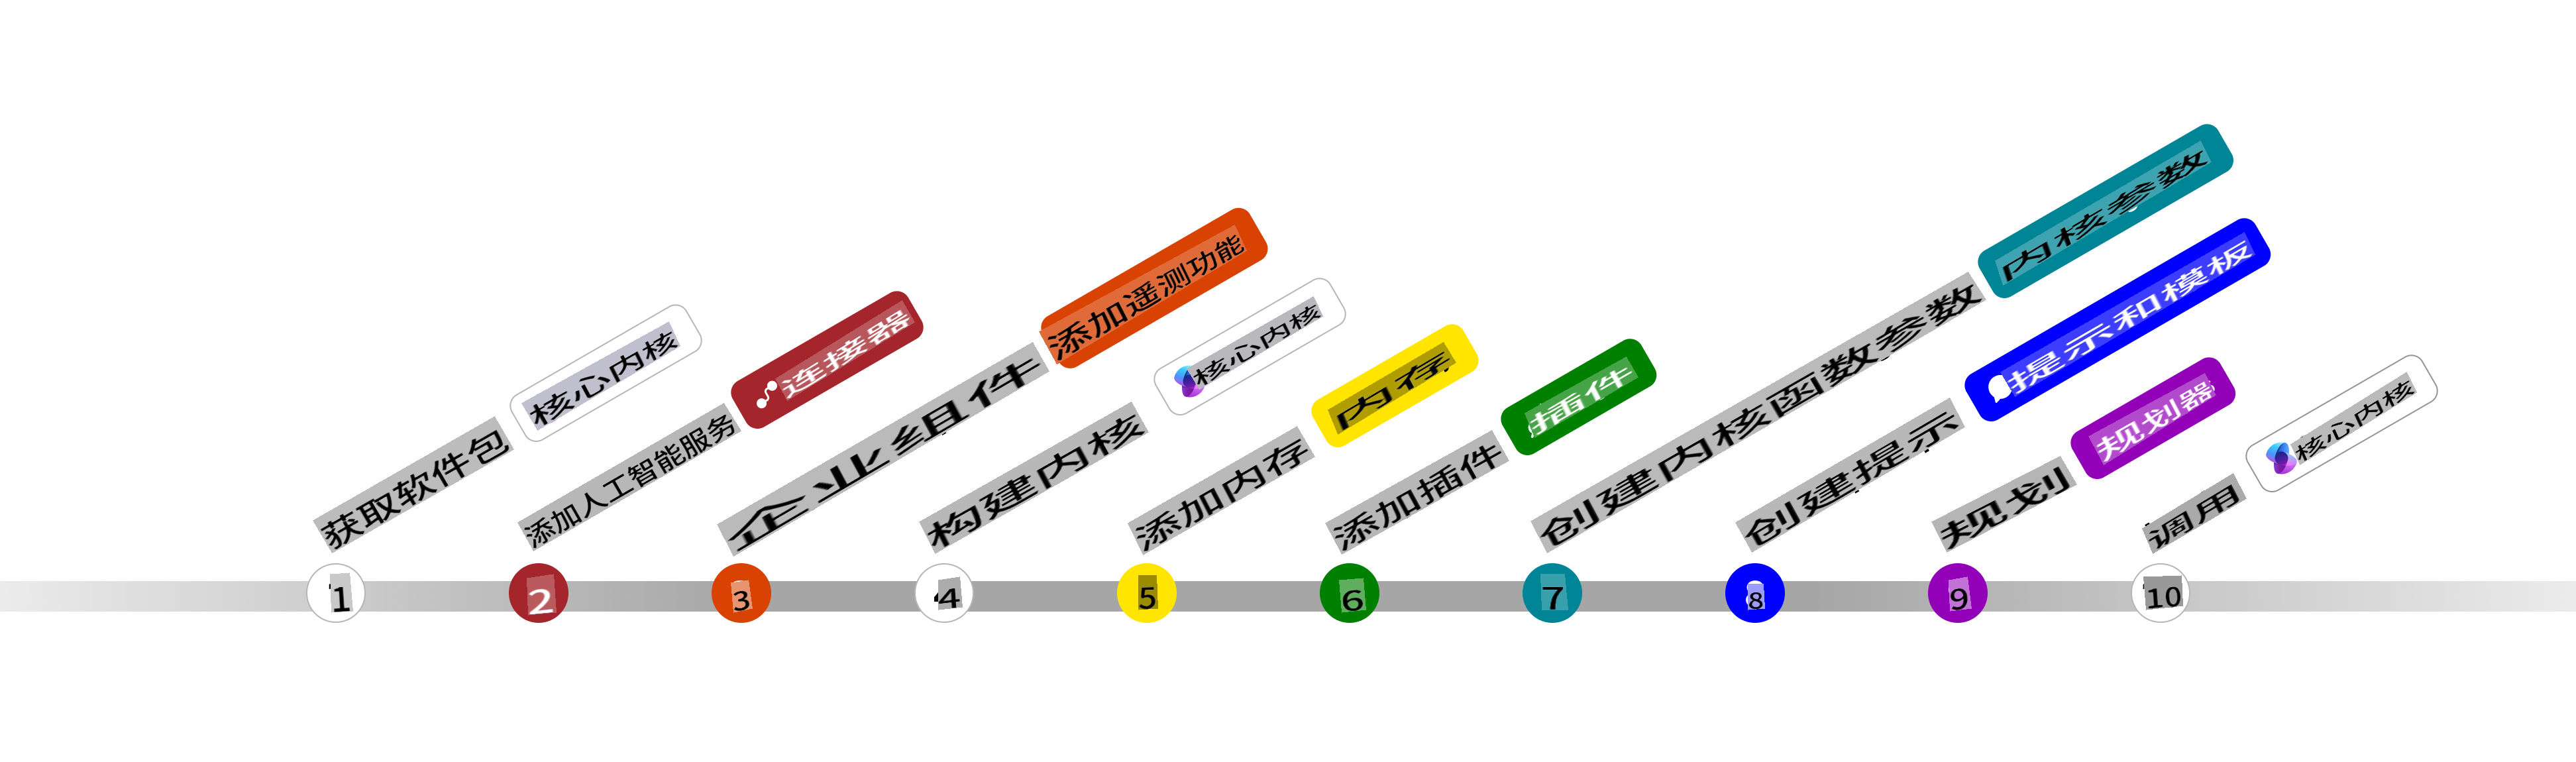 获取软件包 核心内核
添加人工智能服务 连接器
企业组件 添加遥测功能
构建内核 核心内核
添加内存 内存
添加插件 插件
创建内核函数参数 内核参数
创建提示 提示和模板
规划 规划器
调用 核心内核
1 2 3 4 5 6 7 8 9 10